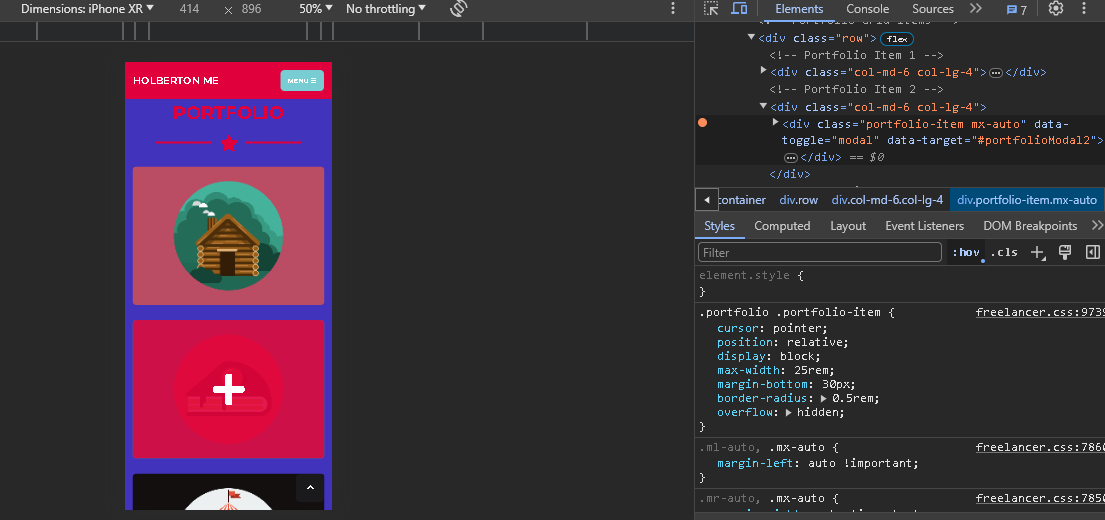 Dimensions: iPhone XR ▼ 414 × 896 50% ▼ No throttling ▼
Elements Console Sources 7
<div class="row"> flex
<!-- Portfolio Item 1 -->
<div class="col-md-6 col-lg-4"> … </div>
<!-- Portfolio Item 2 -->
<div class="col-md-6 col-lg-4">
<div class="portfolio-item mx-auto" data-
toggle="modal" data-target="#portfolioModal2">
… </div> == $0
</div>
container div.row div.col-md-6.col-lg-4 div.portfolio-item.mx-auto
Styles Computed Layout Event Listeners DOM Breakpoints
Filter :hov .cls
element.style {
}
.portfolio .portfolio-item { freelancer.css:9739
cursor: pointer;
position: relative;
display: block;
max-width: 25rem;
margin-bottom: 30px;
border-radius: 0.5rem;
overflow: hidden;
}
.ml-auto, .mx-auto { freelancer.css:7860
margin-left: auto !important;
}
.mr-auto, .mx-auto { freelancer.css:7850
HOLBERTON ME
MENU
PORTFOLIO